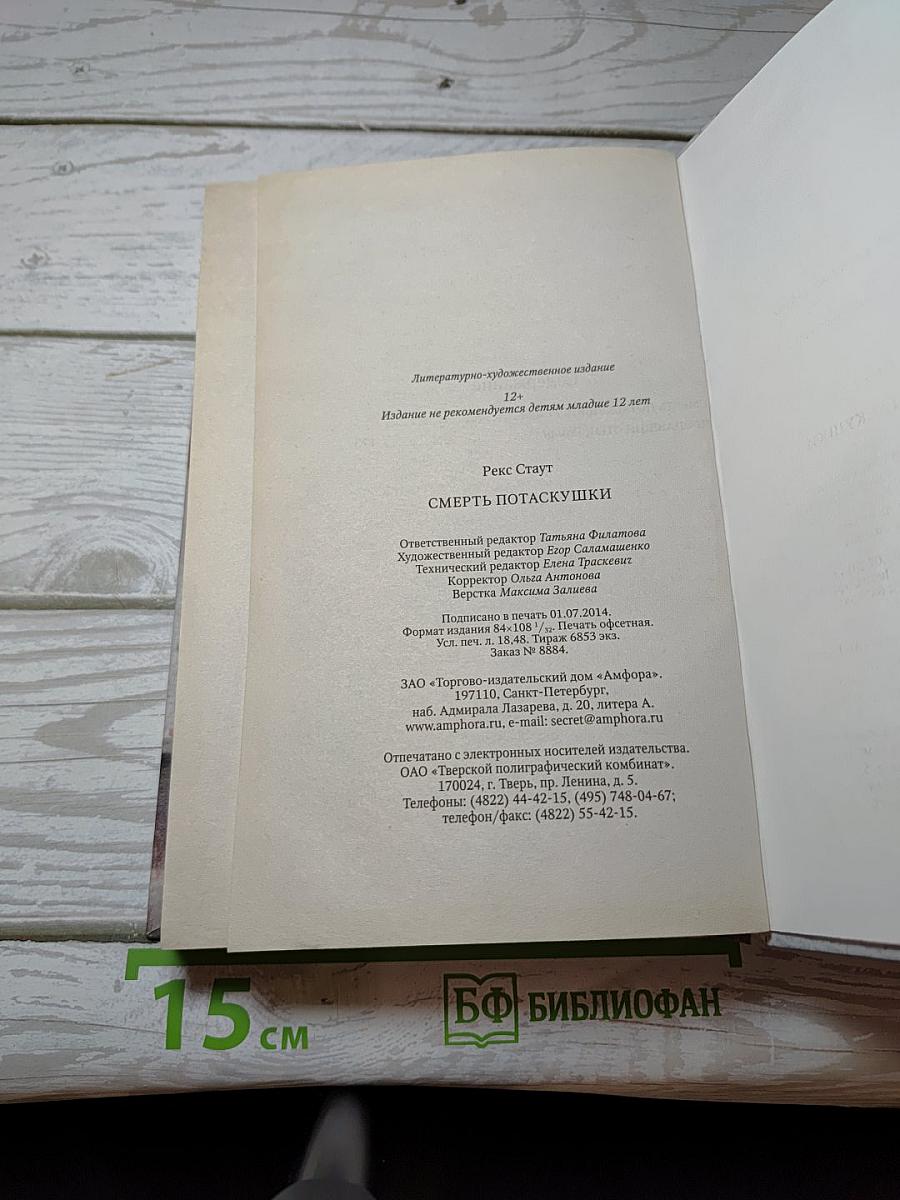 Литературно-художественное издание
12+
Издание не рекомендуется детям младше 12 лет
Рекс Стаут
СМЕРТЬ ПОТАСКУШКИ
Ответственный редактор Татьяна Филатова
Художественный редактор Егор Саламашенко
Технический редактор Елена Траскевич
Корректор Ольга Антонова
Верстка Максима Залиева
Подписано в печать 01.07.2014.
Формат издания 84×108 1/32. Печать офсетная.
Усл. печ. л. 18,48. Тираж 6853 экз.
Заказ № 8884.
ЗАО «Торгово-издательский дом «Амфора».
197110, Санкт-Петербург,
наб. Адмирала Лазарева, д. 20, литера А.
www.amphora.ru, e-mail: secret@amphora.ru
Отпечатано с электронных носителей издательства.
ОАО «Тверской полиграфический комбинат».
170024, г. Тверь, пр. Ленина, д. 5.
Телефоны: (4822) 44-42-15, (495) 748-04-67;
телефон/факс: (4822) 55-42-15.
15 см
БФ БИБЛИОФАН